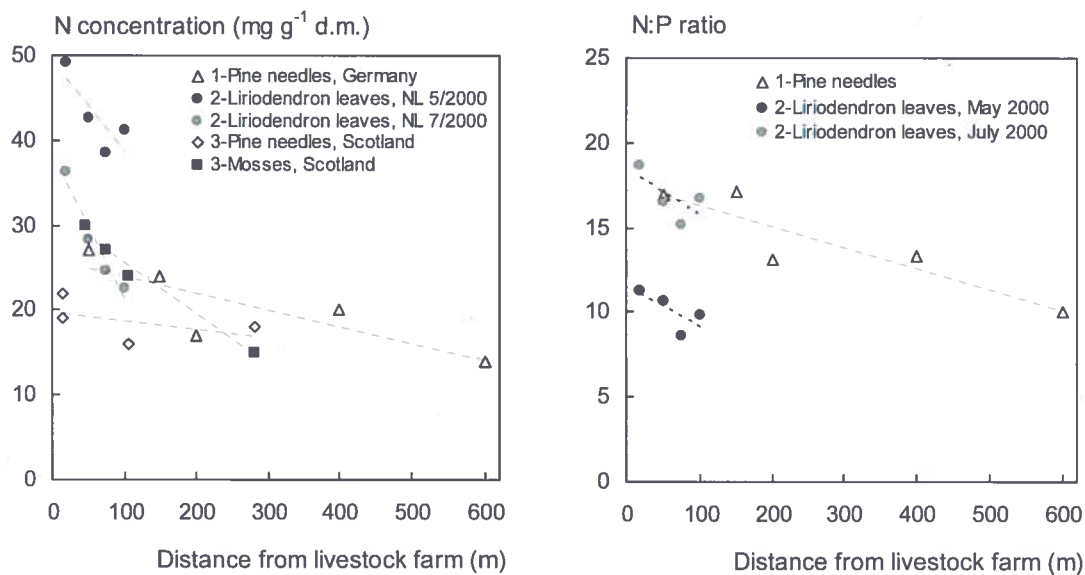 N concentration (mg g⁻¹ d.m.)
50
40
30
20
10
0
1-Pine needles, Germany
2-Liriodendron leaves, NL 5/2000
2-Liriodendron leaves, NL 7/2000
3-Pine needles, Scotland
3-Mosses, Scotland
0 100 200 300 400 500 600
Distance from livestock farm (m)
N:P ratio
25
20
15
10
5
0
1-Pine needles
2-Liriodendron leaves, May 2000
2-Liriodendron leaves, July 2000
0 100 200 300 400 500 600
Distance from livestock farm (m)